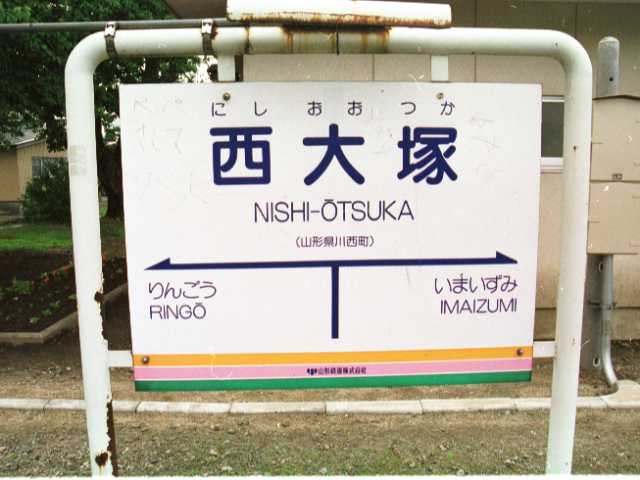 にし おおつか
西大塚
NISHI-ŌTSUKA
(山形県川西町)
りんごう いまいずみ
RINGŌ IMAIZUMI
山形鉄道株式会社